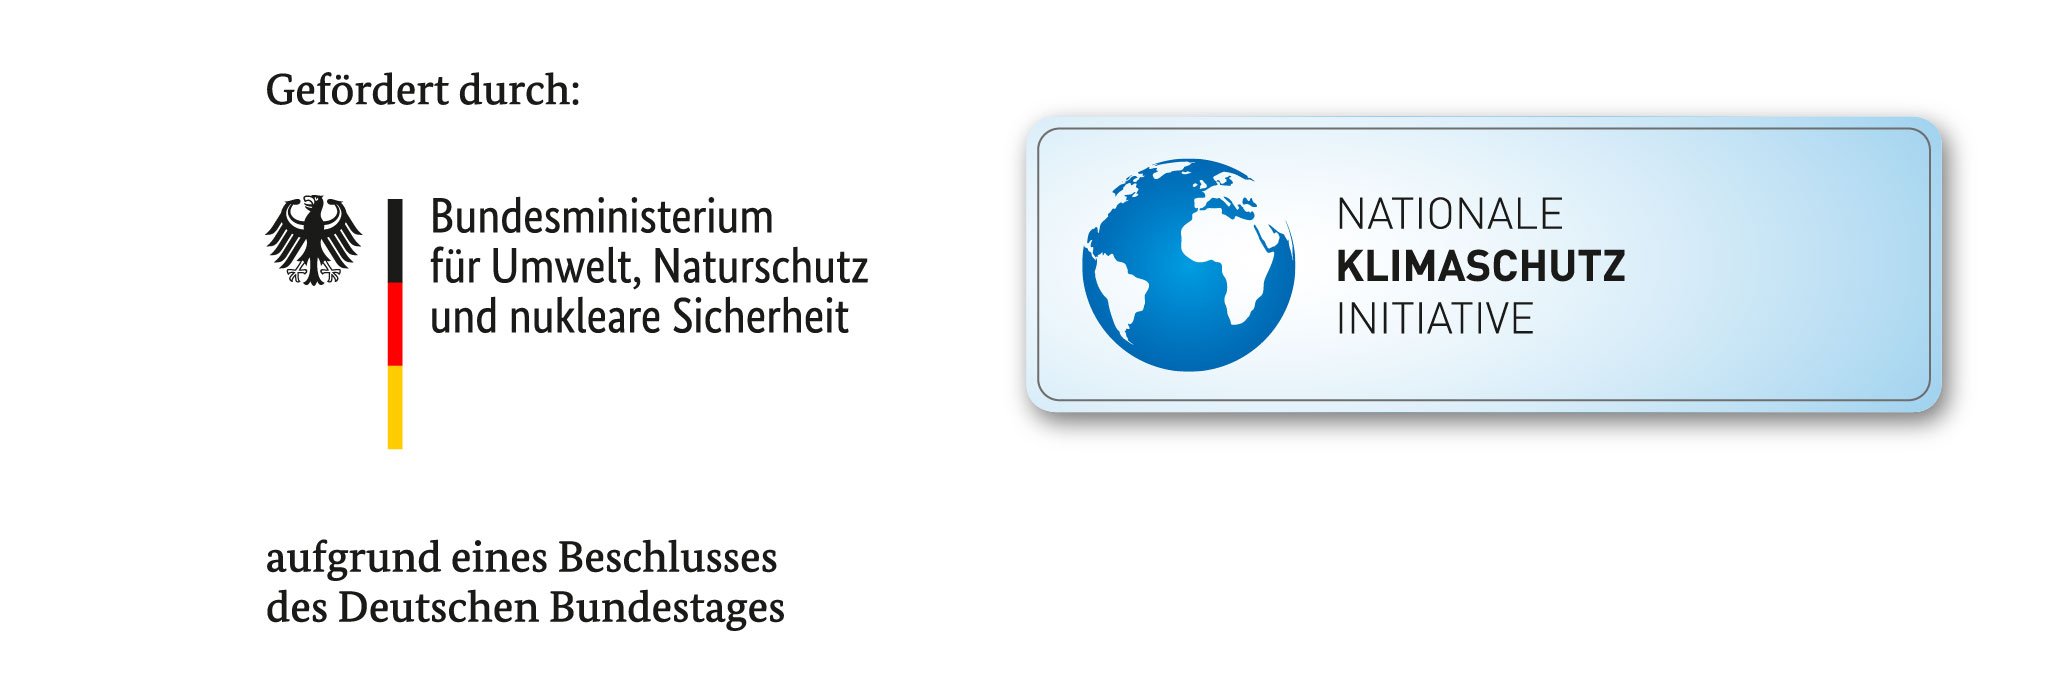 Gefördert durch:
Bundesministerium
für Umwelt, Naturschutz
und nukleare Sicherheit
aufgrund eines Beschlusses
des Deutschen Bundestages
NATIONALE
KLIMASCHUTZ
INITIATIVE